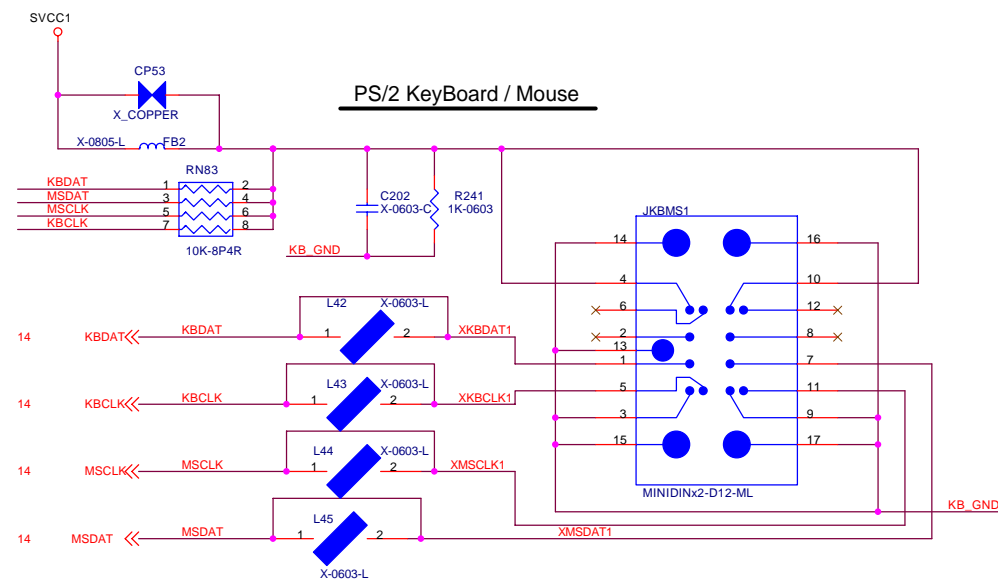 SVCC1
CP53
X_COPPER
PS/2 KeyBoard / Mouse
X-0805-L FB2
RN83
KBDAT 1 2
MSDAT 3 4
MSCLK 5 6
KBCLK 7 8
10K-8P4R
C202
X-0603-C
R241
1K-0603
KB_GND
JKBMS1
14 16
4 10
6 12
2 8
13
1 7
5 11
3 9
15 17
MINIDINx2-D12-ML
KB_GND
L42 X-0603-L
14 KBDAT KBDAT 1 2 XKBDAT1
L43 X-0603-L
14 KBCLK KBCLK 1 2 XKBCLK1
L44 X-0603-L
14 MSCLK MSCLK 1 2 XMSCLK1
L45
14 MSDAT MSDAT 1 2 XMSDAT1
X-0603-L